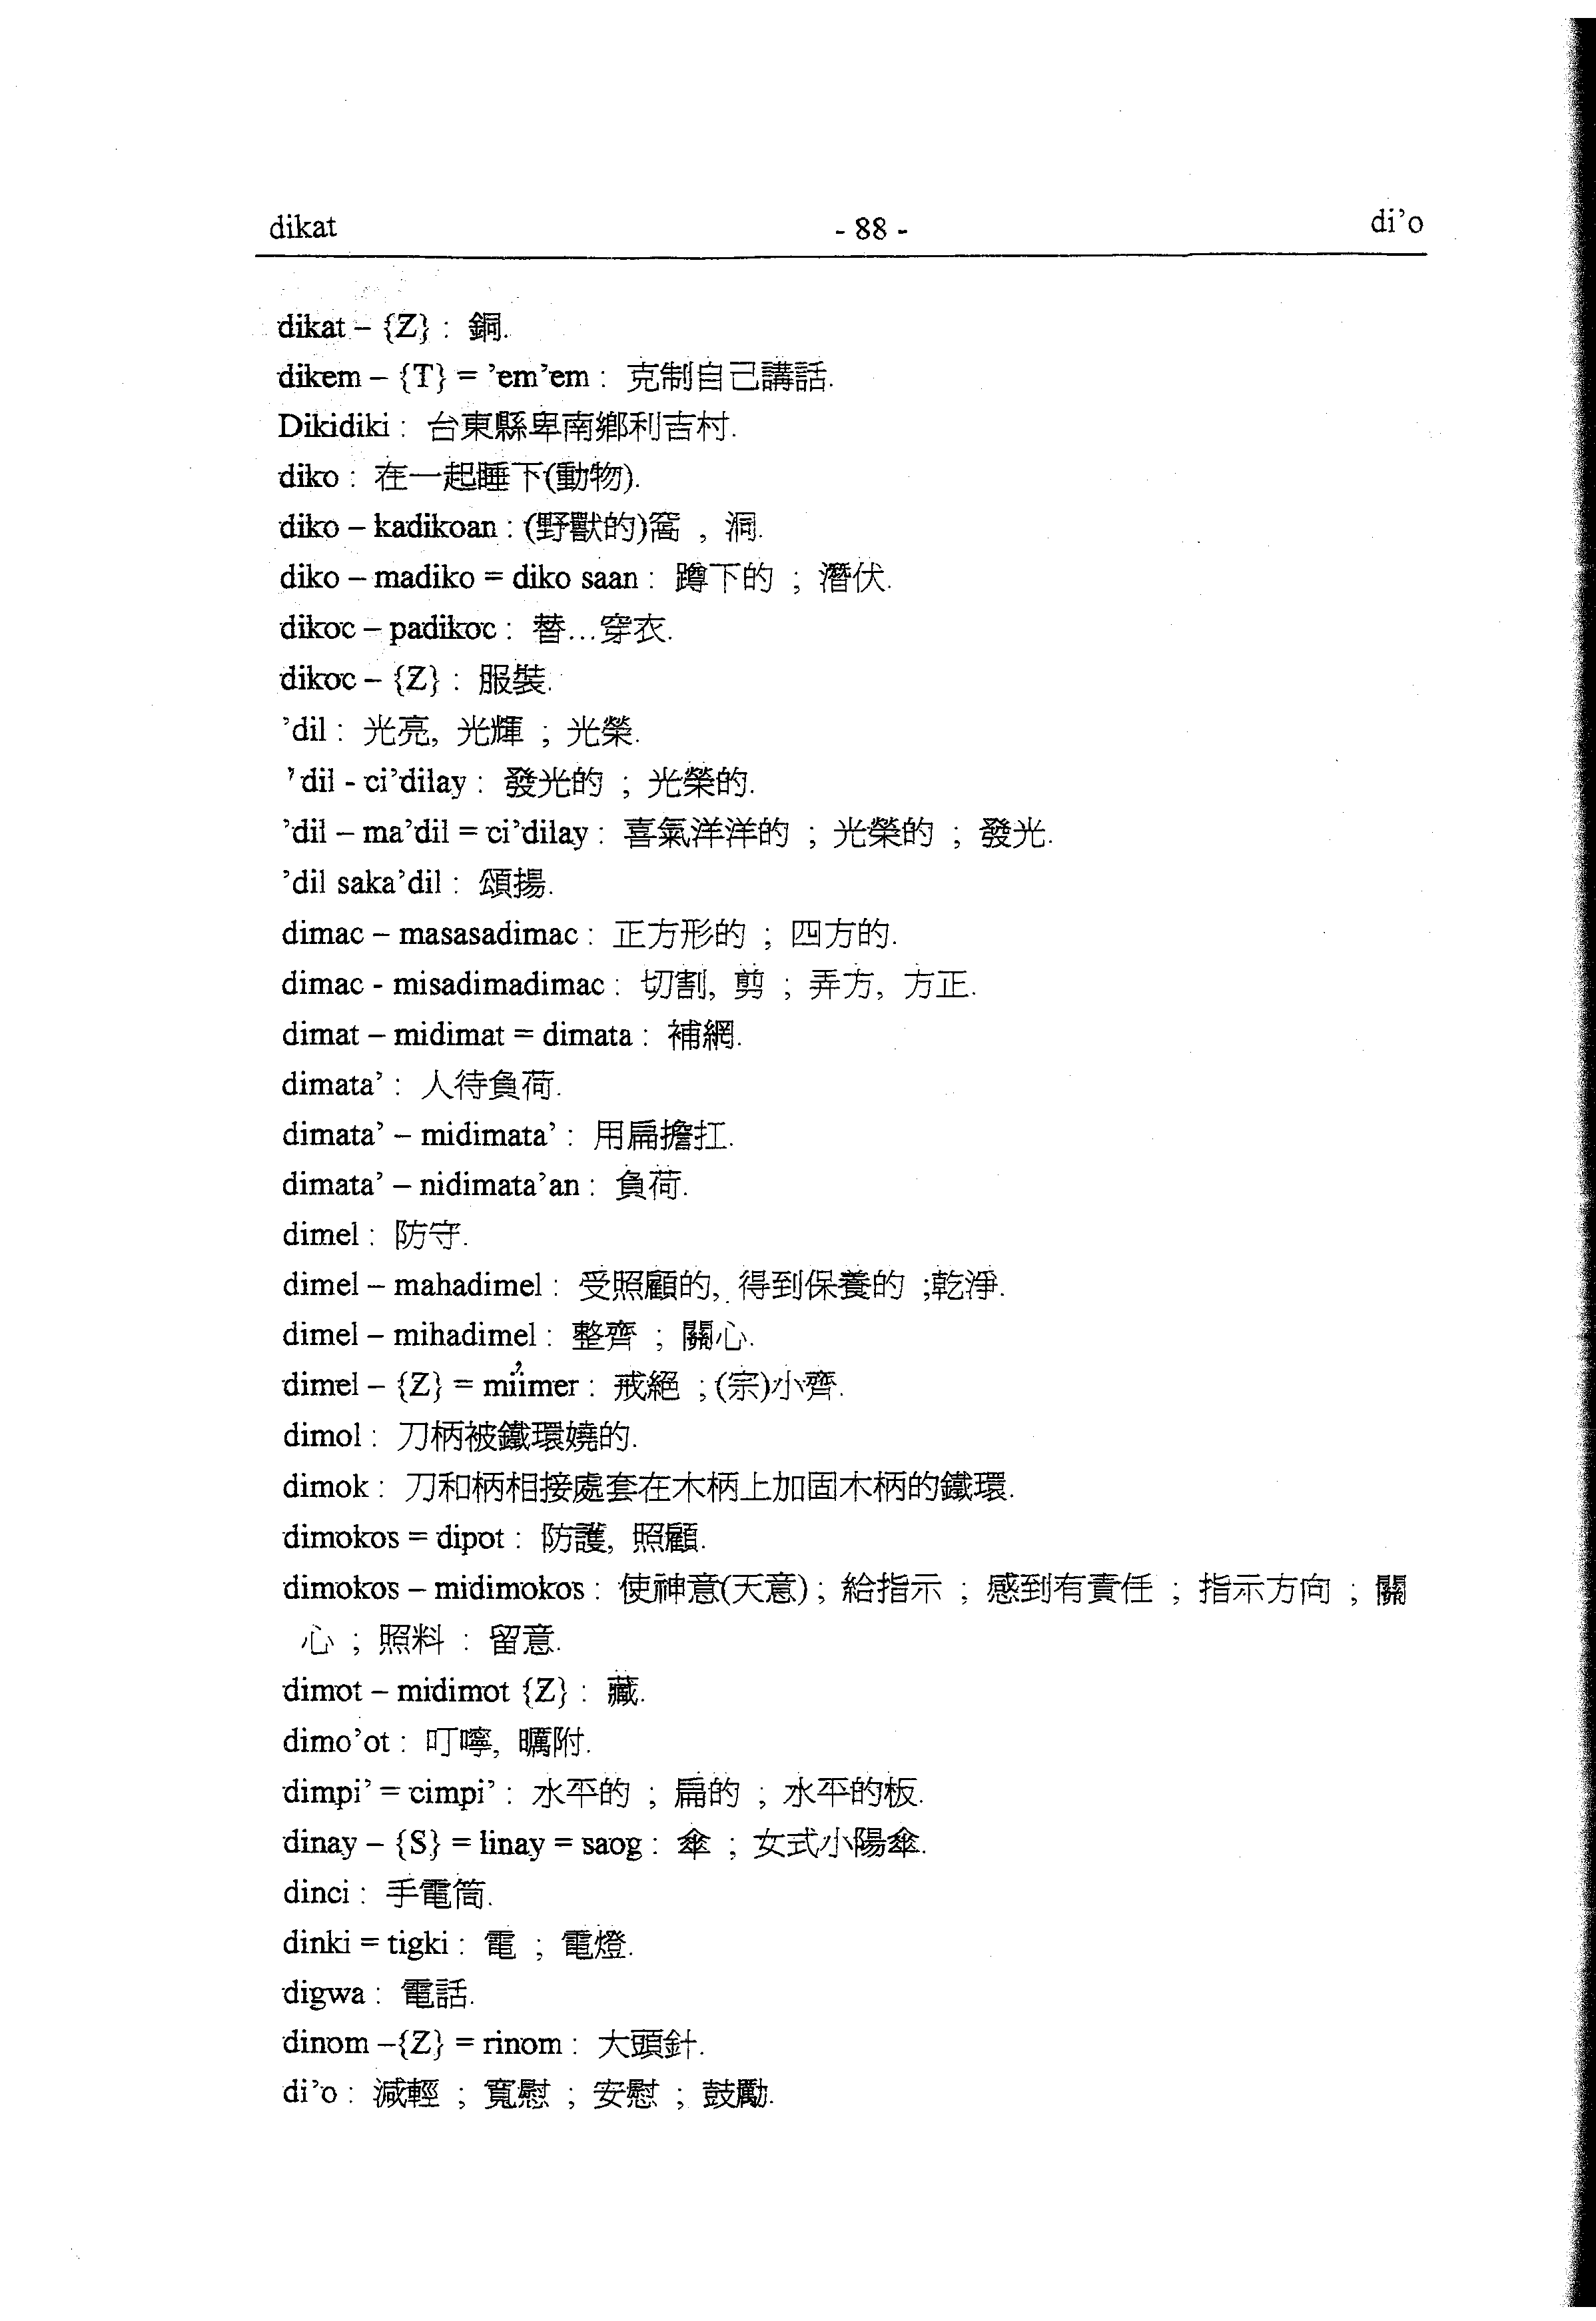 dikat - 88 - di’o
dikat – {Z} : 銅.
dikem – {T} = ’em’em : 克制自己講話.
Dikidiki : 台東縣卑南鄉利吉村.
diko : 在一起睡下(動物).
diko – kadikoan : (野獸的)窩 , 洞.
diko – madiko = diko saan : 蹲下的 ; 潛伏.
dikoc – padikoc : 替...穿衣.
dikoc – {Z} : 服裝.
’dil : 光亮, 光輝 ; 光榮.
’dil - ci’dilay : 發光的 ; 光榮的.
’dil – ma’dil = ci’dilay : 喜氣洋洋的 ; 光榮的 ; 發光.
’dil saka’dil : 頌揚.
dimac – masasadimac : 正方形的 ; 四方的.
dimac - misadimadimac : 切割, 剪 ; 弄方, 方正.
dimat – midimat = dimata : 補網.
dimata’ : 人待負荷.
dimata’ – midimata’ : 用扁擔扛.
dimata’ – nidimata’an : 負荷.
dimel : 防守.
dimel – mahadimel : 受照顧的, 得到保養的 ;乾淨.
dimel – mihadimel : 整齊 ; 關心.
dimel – {Z} = mi’imer : 戒絕 ; (宗)小齋.
dimol : 刀柄被鐵環嬈的.
dimok : 刀和柄相接處套在木柄上加固木柄的鐵環.
dimokos = dipot : 防護, 照顧.
dimokos – midimokos : 使神意(天意) ; 給指示 ; 感到有責任 ; 指示方向 ; 關
心 ; 照料 : 留意.
dimot – midimot {Z} : 藏.
dimo’ot : 叮嚀, 曯附.
dimpi’ = cimpi’ : 水平的 ; 扁的 ; 水平的板.
dinay – {S} = linay = saog : 傘 ; 女式小陽傘.
dinci : 手電筒.
dinki = tigki : 電 ; 電燈.
digwa : 電話.
dinom –{Z} = rinom : 大頭針.
di’o : 減輕 ; 寬慰 ; 安慰 ; 鼓勵.